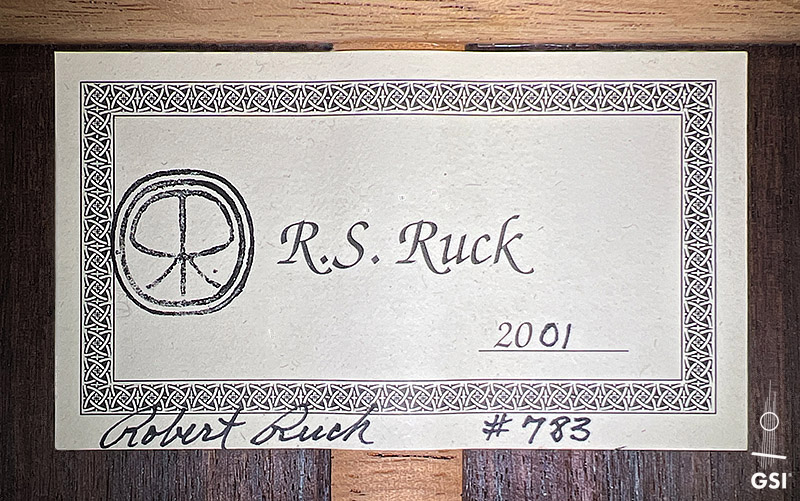 R.S. Ruck
2001
Robert Ruck # 783
GSI